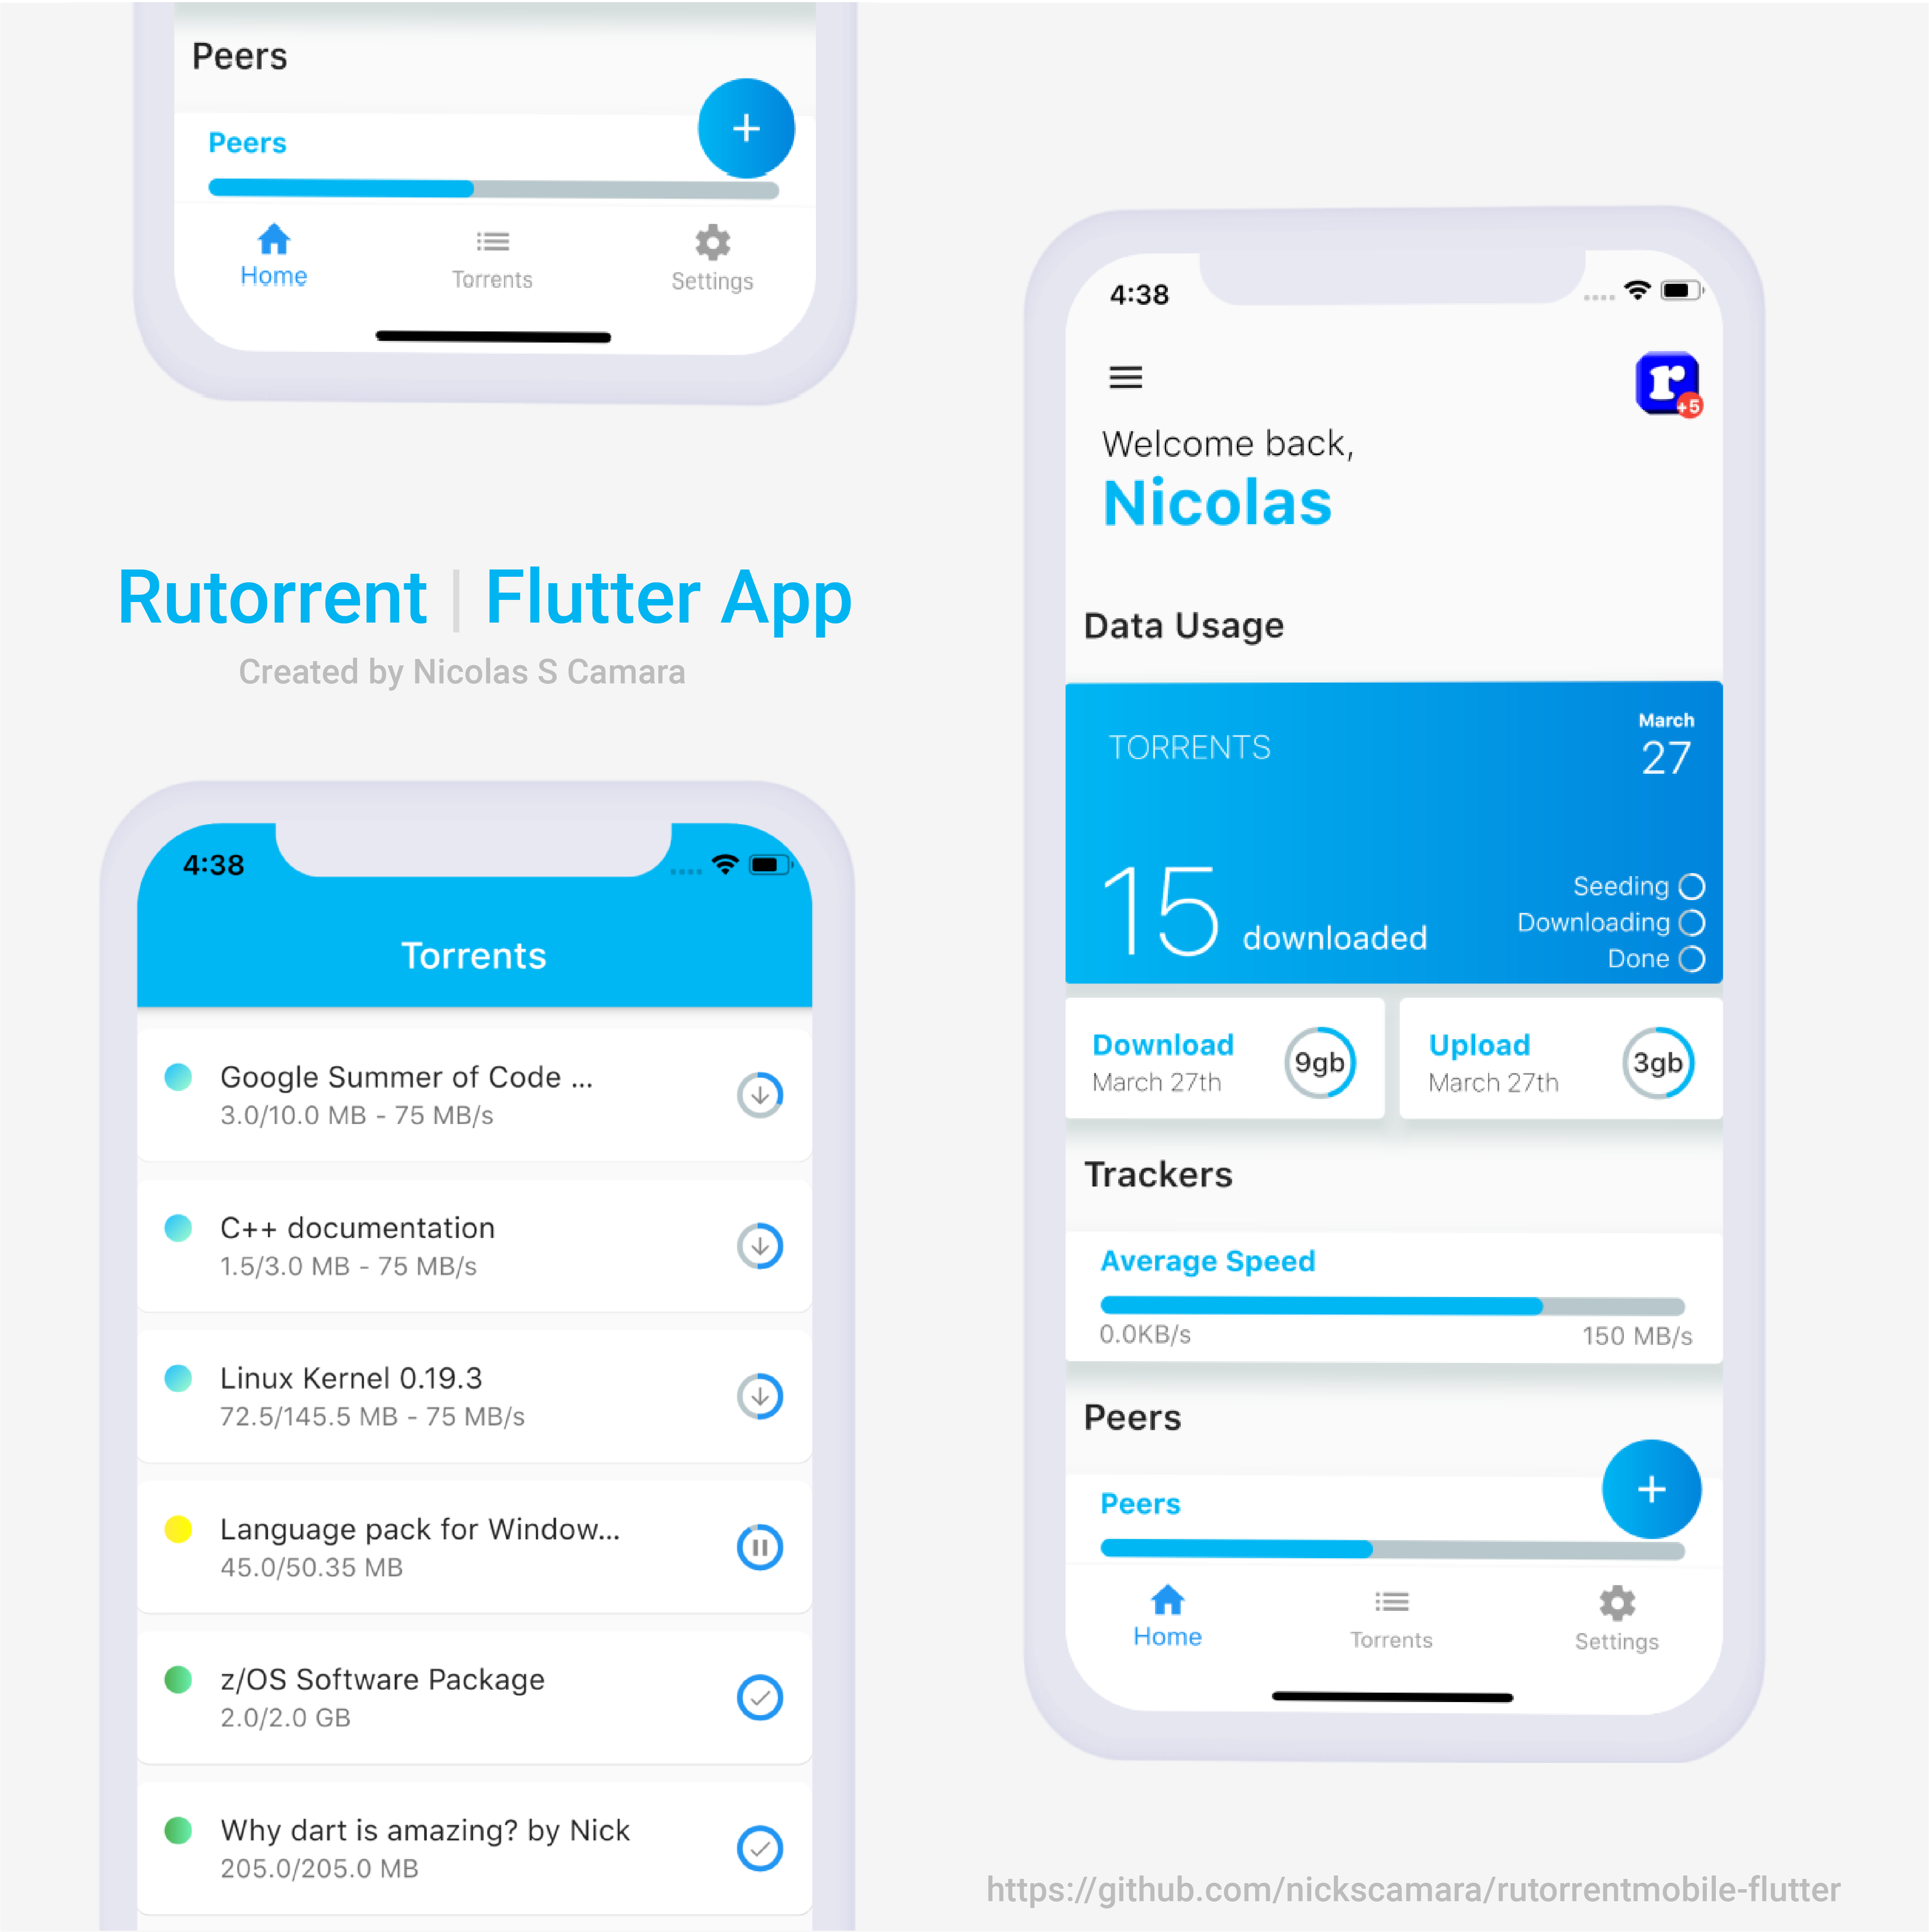 Peers
Peers
+
Home
Torrents
Settings
Rutorrent | Flutter App
Created by Nicolas S Camara
4:38
Torrents
Google Summer of Code ...
3.0/10.0 MB - 75 MB/s
C++ documentation
1.5/3.0 MB - 75 MB/s
Linux Kernel 0.19.3
72.5/145.5 MB - 75 MB/s
Language pack for Window...
45.0/50.35 MB
z/OS Software Package
2.0/2.0 GB
Why dart is amazing? by Nick
205.0/205.0 MB
4:38
r
+5
Welcome back,
Nicolas
Data Usage
TORRENTS
March
27
15 downloaded
Seeding
Downloading
Done
Download
March 27th
9gb
Upload
March 27th
3gb
Trackers
Average Speed
0.0KB/s
150 MB/s
Peers
Peers
+
Home
Torrents
Settings
https://github.com/nickscamara/rutorrentmobile-flutter